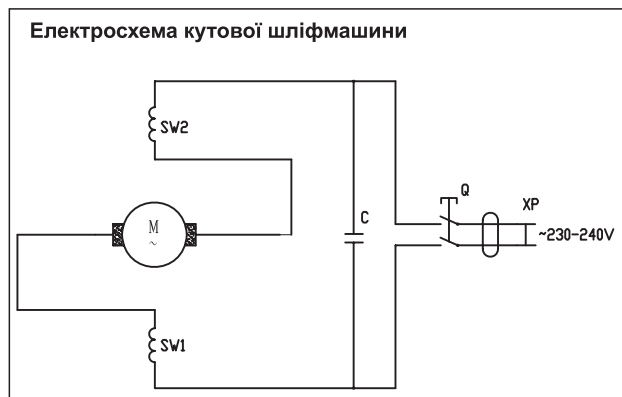 Електросхема кутової шліфмашини
SW2
M
~
C
Q
XP
~230-240V
SW1